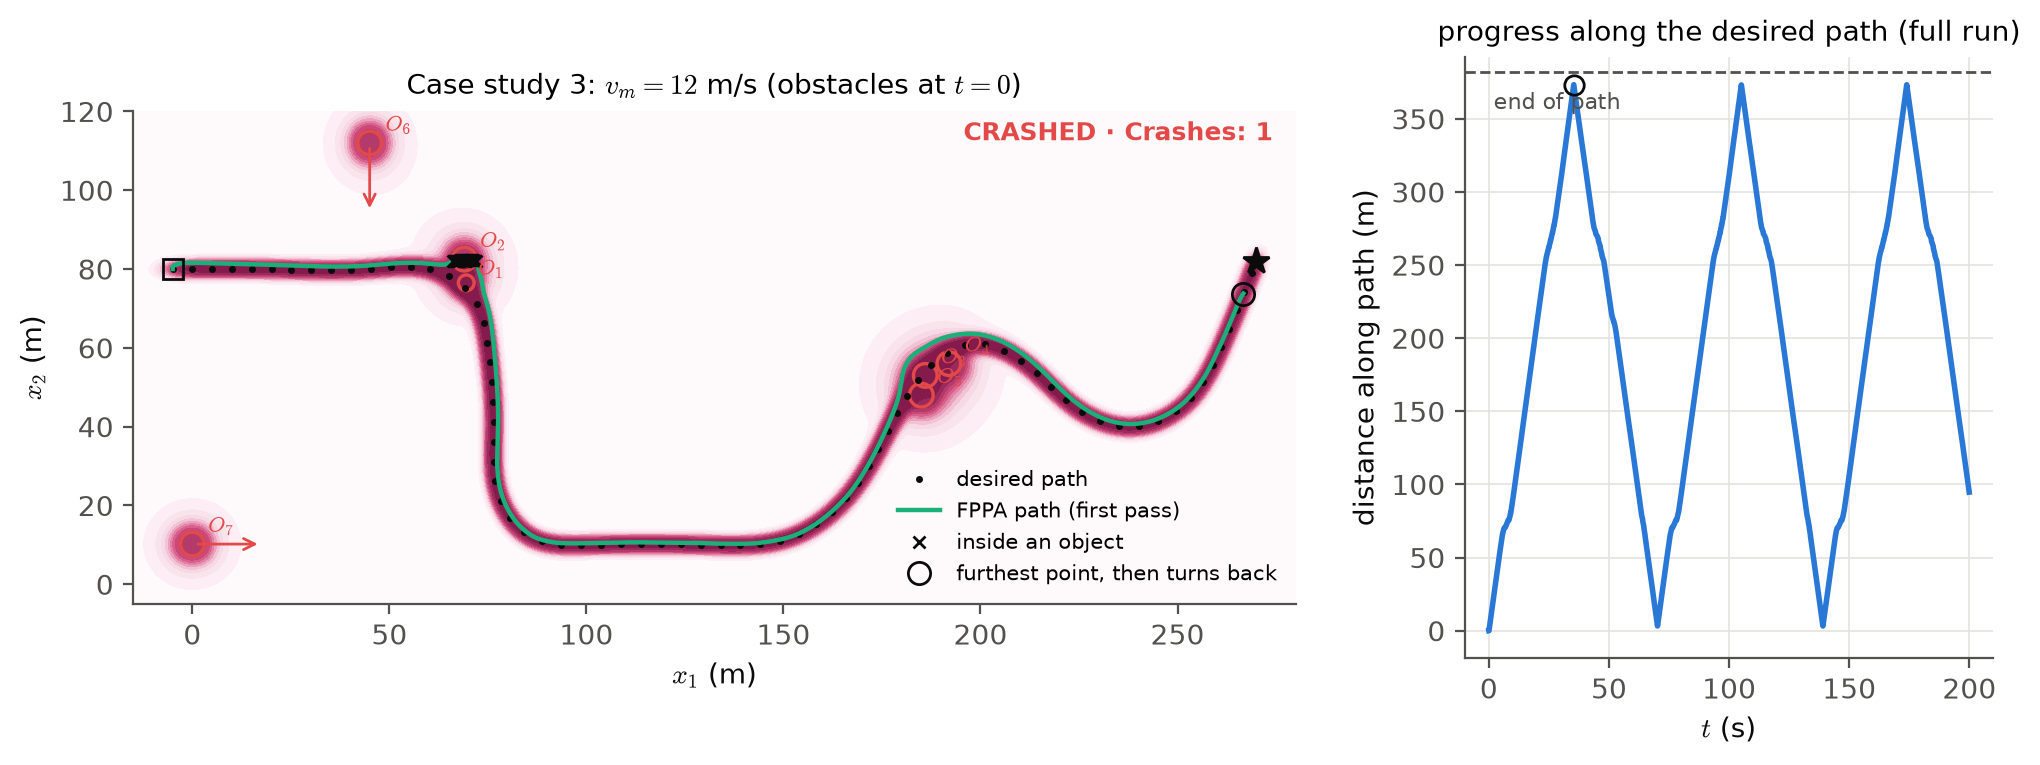 Case study 3: v_m = 12 m/s (obstacles at t = 0)
CRASHED · Crashes: 1
120
100
80
60
40
20
0
x_2 (m)
O_6
O_2
O_1
O_7
desired path
FPPA path (first pass)
inside an object
furthest point, then turns back
0
50
100
150
200
250
x_1 (m)
progress along the desired path (full run)
end of path
350
300
250
200
150
100
50
0
distance along path (m)
0
50
100
150
200
t (s)